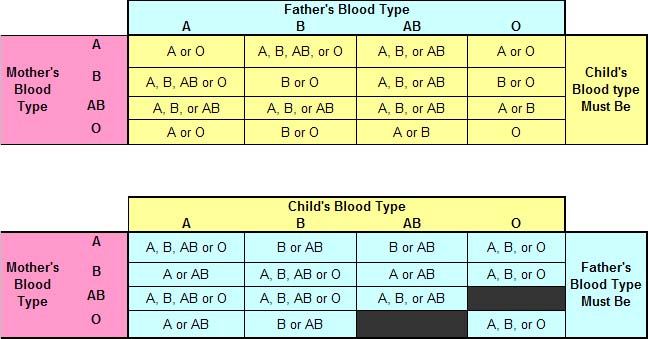 Father's Blood Type
A B AB O
A A or O A, B, AB, or O A, B, or AB A or O
Mother's Blood Type B A, B, AB or O B or O A, B, or AB B or O Child's Blood type Must Be
AB A, B, or AB A, B, or AB A, B, or AB A or B
O A or O B or O A or B O
Child's Blood Type
A B AB O
A A, B, AB or O B or AB B or AB A, B, or O
Mother's Blood Type B A or AB A, B, AB or O A or AB A, B, or O Father's Blood Type Must Be
AB A, B, AB or O A, B, AB or O A, B, or AB
O A or AB B or AB A, B, or O